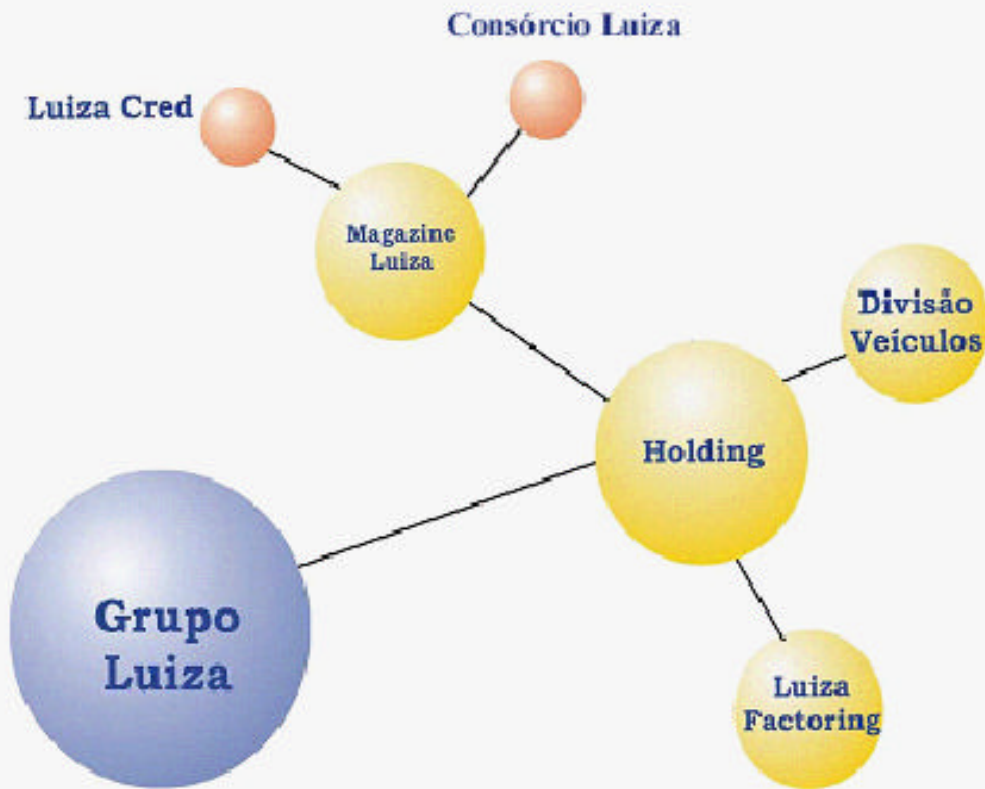 Consórcio Luiza
Luiza Cred
Magazine
Luiza
Divisão
Veículos
Holding
Grupo
Luiza
Luiza
Factoring